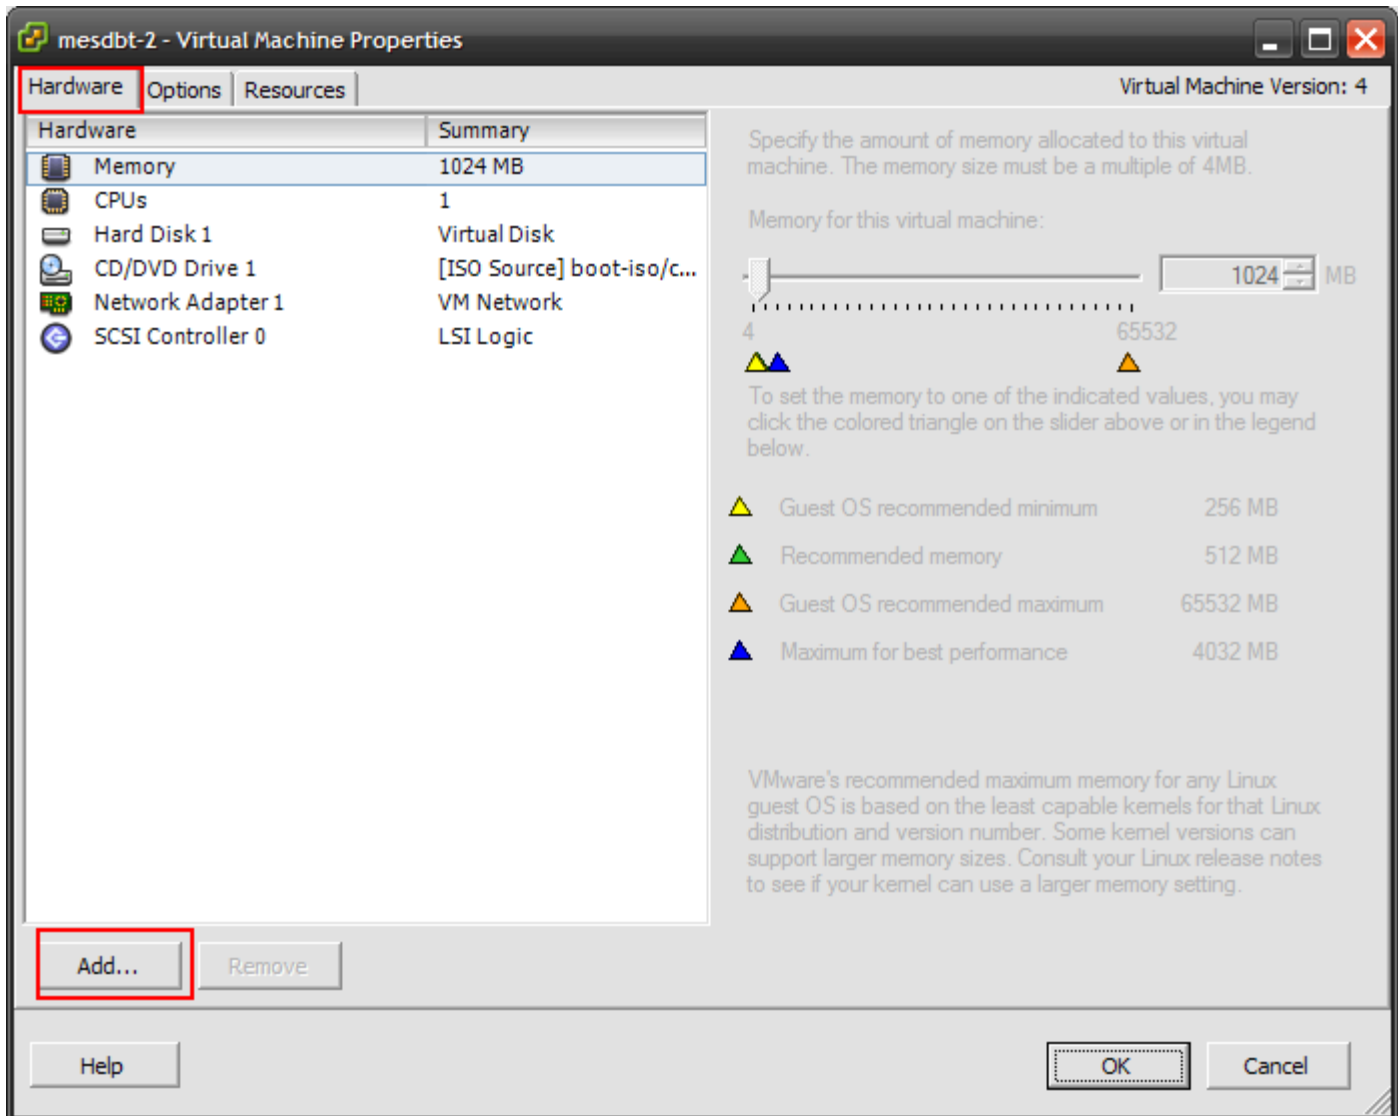 mesdbt-2 - Virtual Machine Properties
Hardware Options Resources Virtual Machine Version: 4
Hardware Summary
Memory 1024 MB
CPUs 1
Hard Disk 1 Virtual Disk
CD/DVD Drive 1 [ISO Source] boot-iso/c...
Network Adapter 1 VM Network
SCSI Controller 0 LSI Logic
Specify the amount of memory allocated to this virtual
machine. The memory size must be a multiple of 4MB.
Memory for this virtual machine:
1024 MB
4 65532
To set the memory to one of the indicated values, you may
click the colored triangle on the slider above or in the legend
below.
Guest OS recommended minimum 256 MB
Recommended memory 512 MB
Guest OS recommended maximum 65532 MB
Maximum for best performance 4032 MB
VMware's recommended maximum memory for any Linux
guest OS is based on the least capable kernels for that Linux
distribution and version number. Some kernel versions can
support larger memory sizes. Consult your Linux release notes
to see if your kernel can use a larger memory setting.
Add... Remove
Help OK Cancel